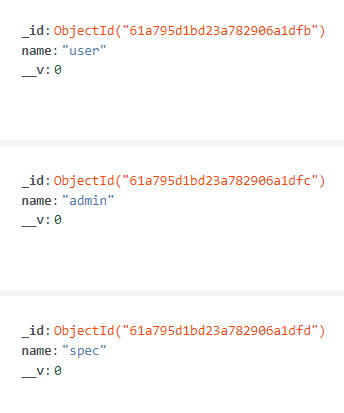 _id: ObjectId("61a795d1bd23a782906a1dfb")
name: "user"
__v: 0
_id: ObjectId("61a795d1bd23a782906a1dfc")
name: "admin"
__v: 0
_id: ObjectId("61a795d1bd23a782906a1dfd")
name: "spec"
__v: 0